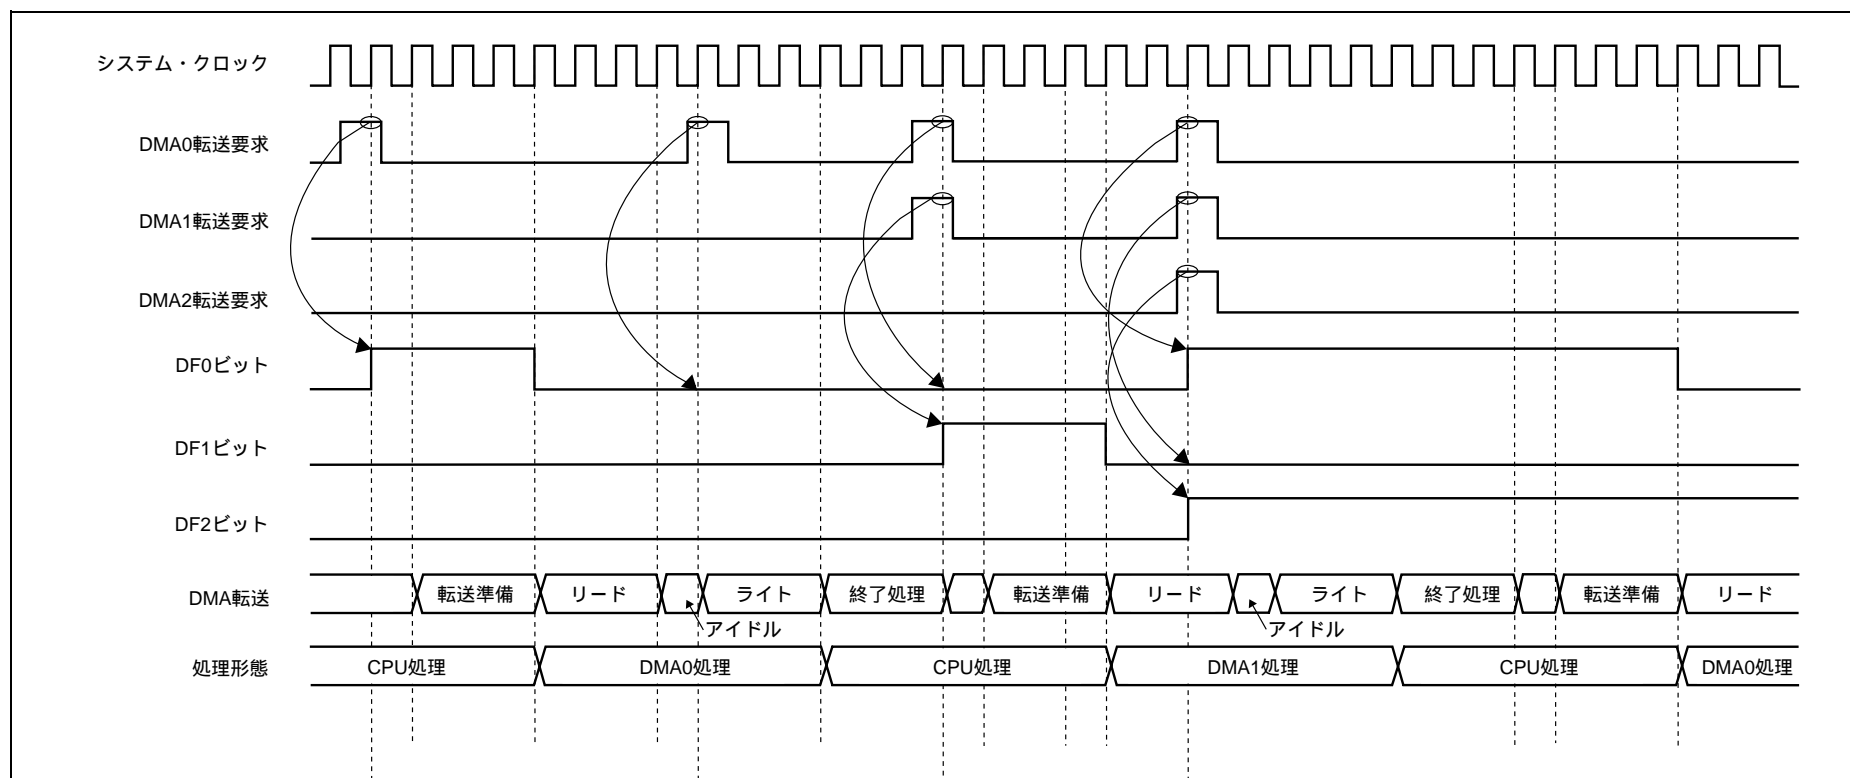 システム・クロック
DMA0転送要求
DMA1転送要求
DMA2転送要求
DF0ビット
DF1ビット
DF2ビット
DMA転送
転送準備
リード
ライト
終了処理
転送準備
リード
ライト
終了処理
転送準備
リード
アイドル
アイドル
処理形態
CPU処理
DMA0処理
CPU処理
DMA1処理
CPU処理
DMA0処理